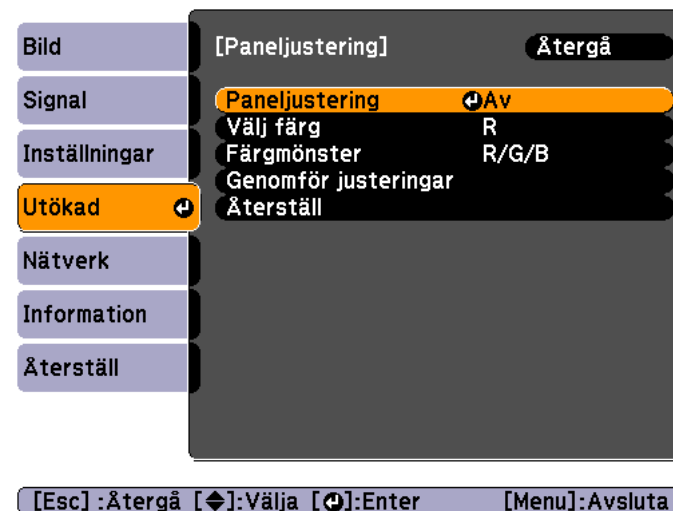 Bild
Signal
Inställningar
Utökad
Nätverk
Information
Återställ
[Paneljustering] Återgå
Paneljustering Av
Välj färg R
Färgmönster R/G/B
Genomför justeringar
Återställ
[Esc] :Återgå [◆]:Välja [⏎]:Enter [Menu]:Avsluta